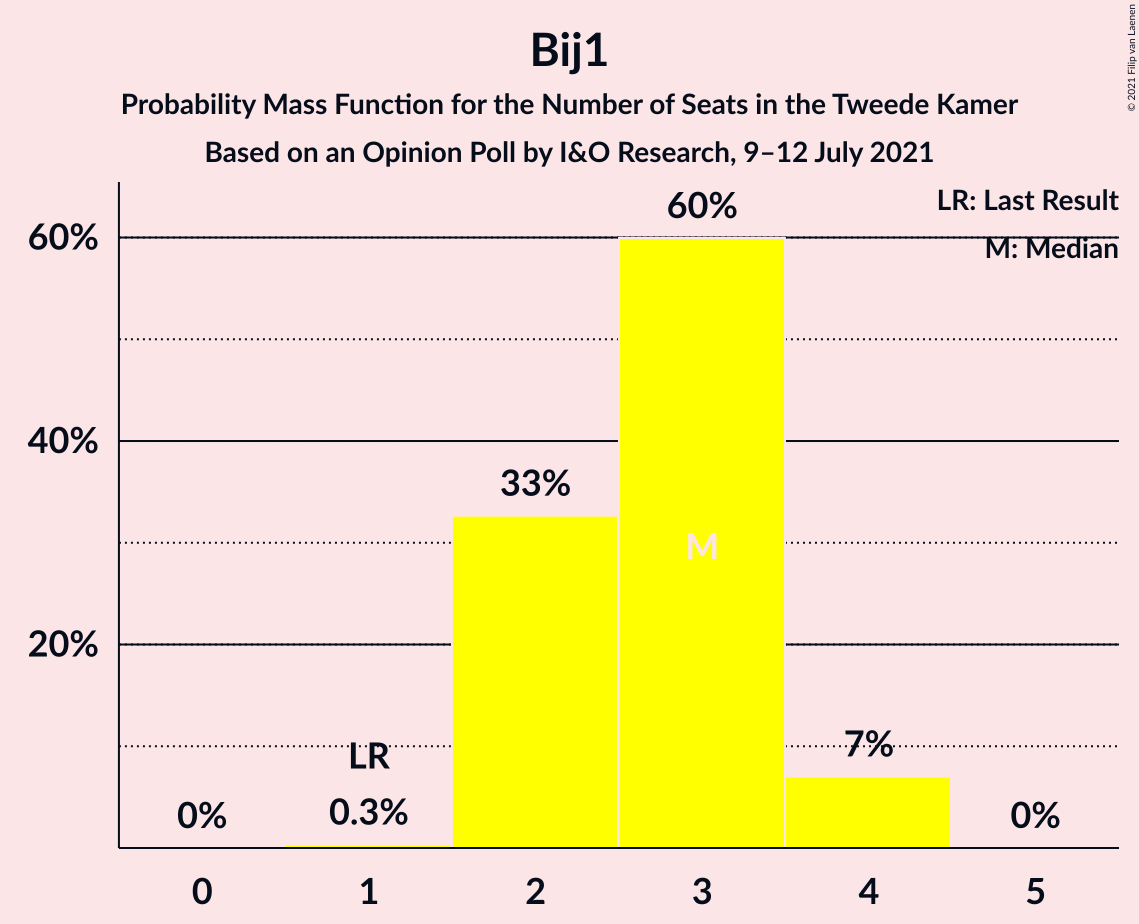 Bij1
Probability Mass Function for the Number of Seats in the Tweede Kamer
Based on an Opinion Poll by I&O Research, 9–12 July 2021
© 2021 Filip van Laenen
LR: Last Result
M: Median
60%
40%
20%
0%
LR
0.3%
33%
60%
M
7%
0%
0 1 2 3 4 5